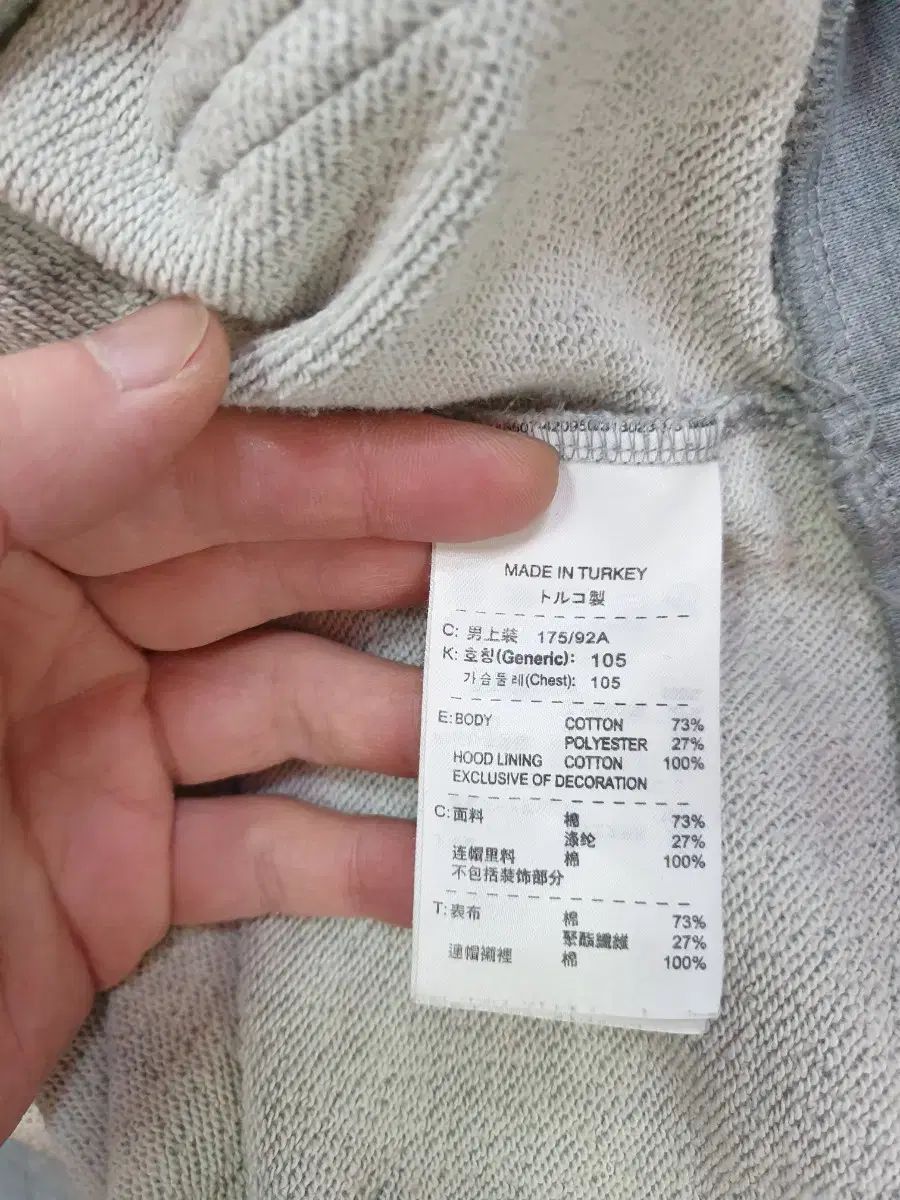 MADE IN TURKEY
トルコ製
C: 男上装 175/92A
K: 호칭(Generic): 105
가슴둘레(Chest): 105
E: BODY COTTON 73%
POLYESTER 27%
HOOD LINING COTTON 100%
EXCLUSIVE OF DECORATION
C: 面料 棉 73%
涤纶 27%
连帽里料 棉 100%
不包括装饰部分
T: 表布 棉 73%
聚酯纖維 27%
連帽襯裡 棉 100%